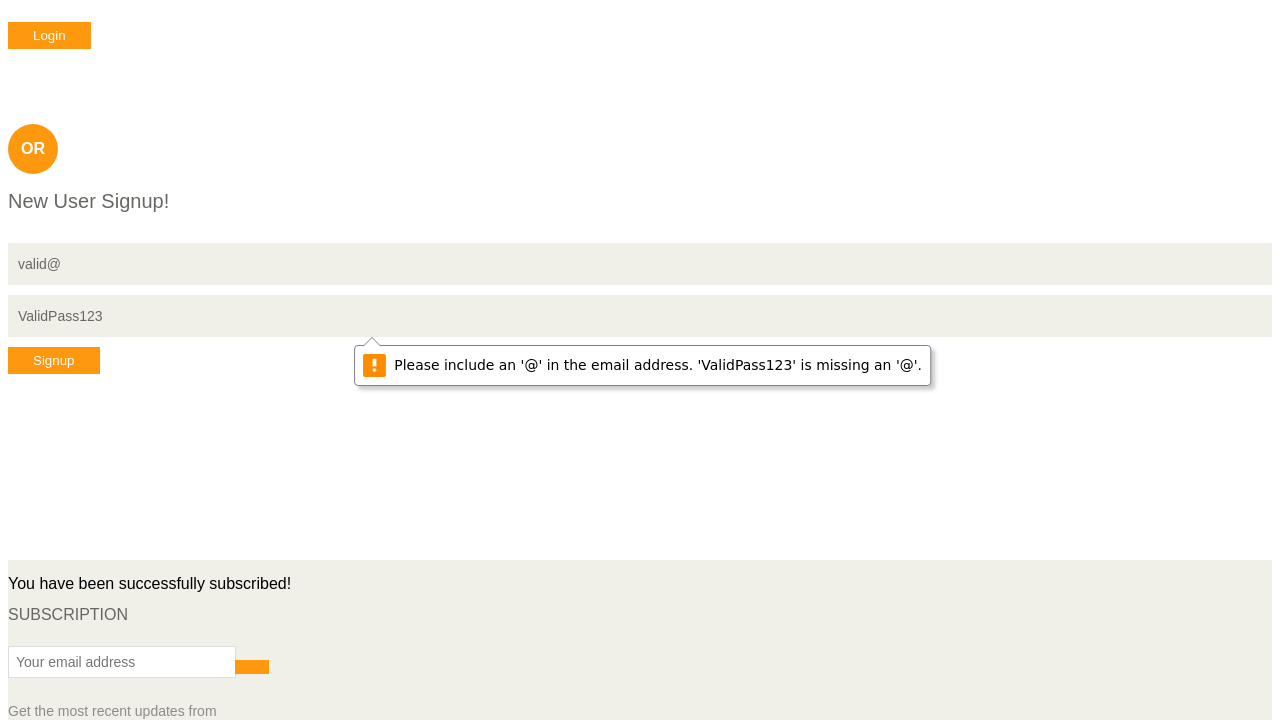 Login
OR
New User Signup!
valid@
ValidPass123
Signup
Please include an '@' in the email address. 'ValidPass123' is missing an '@'.
You have been successfully subscribed!
SUBSCRIPTION
Your email address
Get the most recent updates from